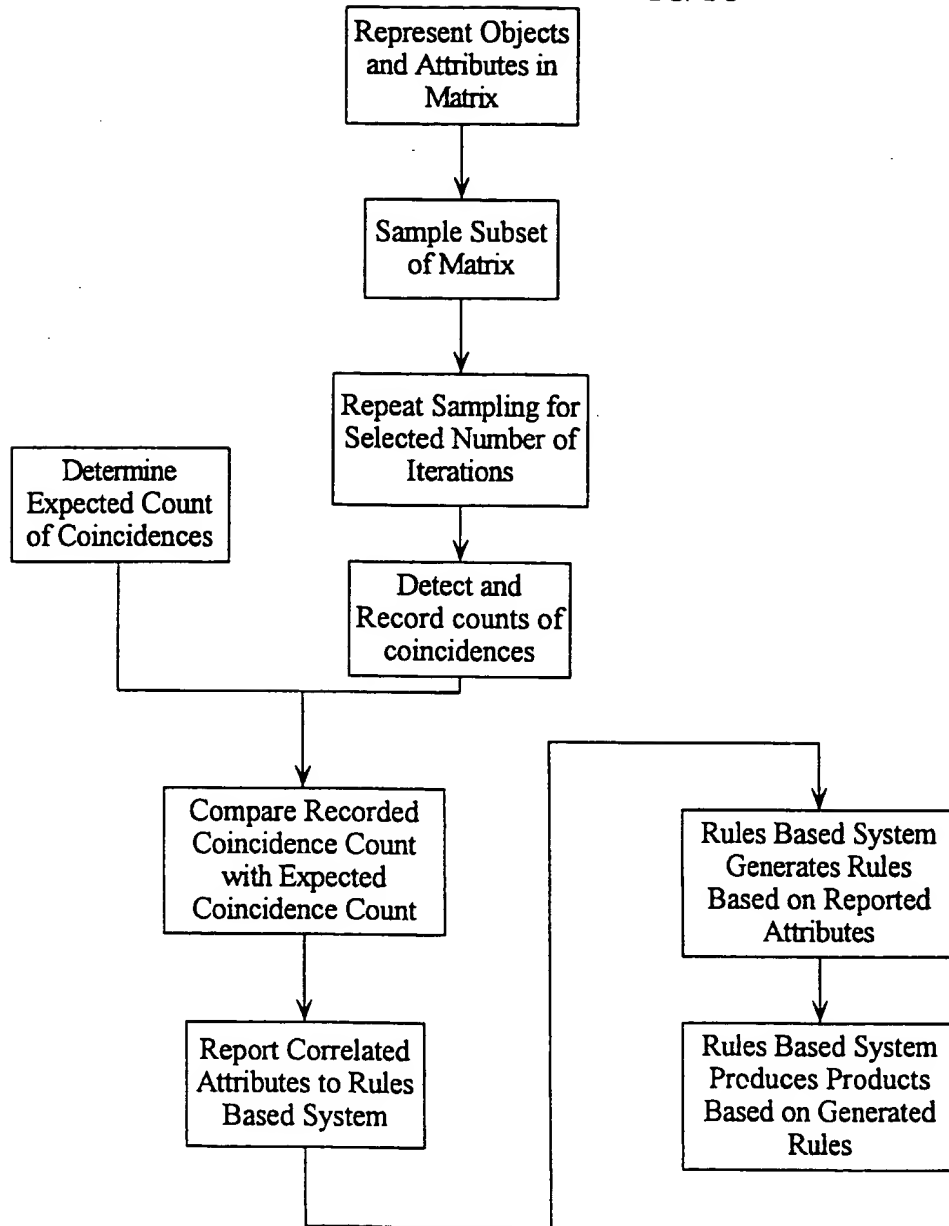 Represent Objects
and Attributes in
Matrix
Sample Subset
of Matrix
Repeat Sampling for
Selected Number of
Iterations
Determine
Expected Count
of Coincidences
Detect and
Record counts of
coincidences
Compare Recorded
Coincidence Count
with Expected
Coincidence Count
Report Correlated
Attributes to Rules
Based System
Rules Based System
Generates Rules
Based on Reported
Attributes
Rules Based System
Produces Products
Based on Generated
Rules